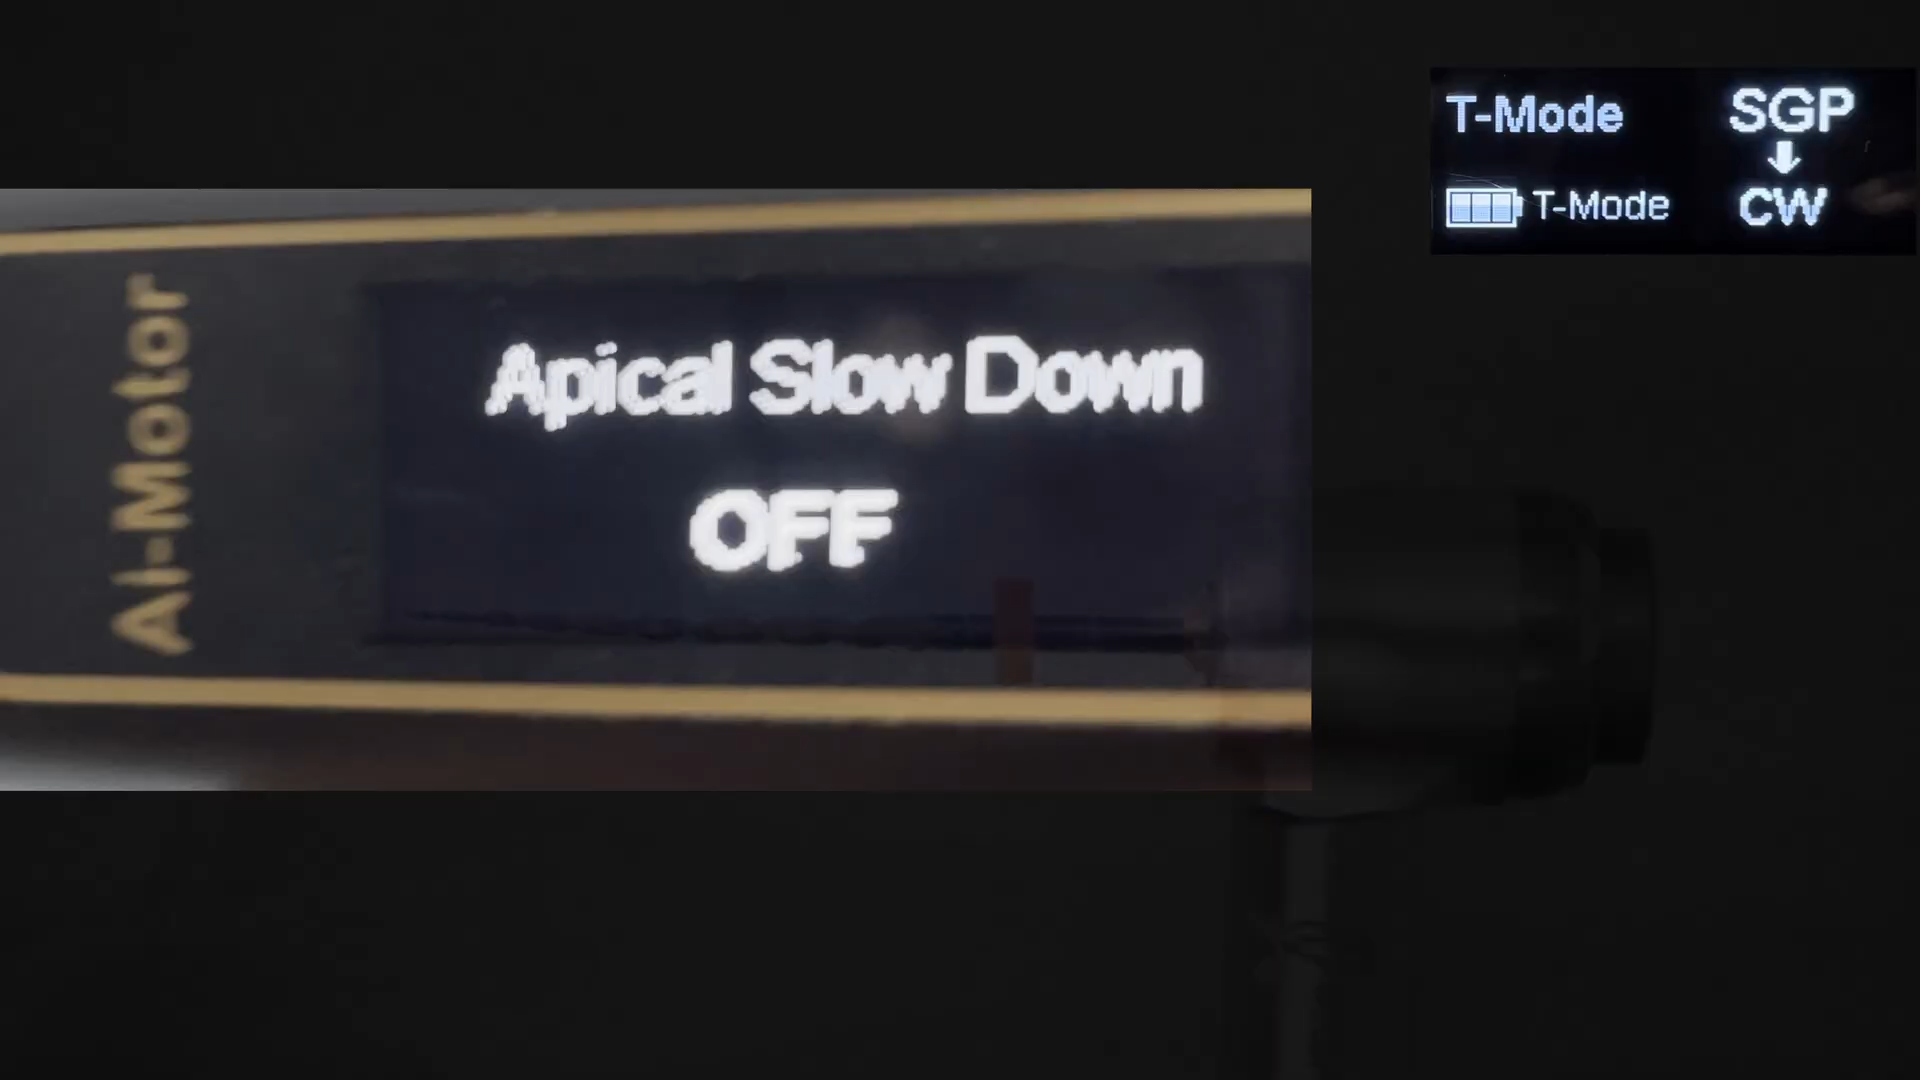 Ai-Motor
Apical Slow Down
OFF
T-Mode
SGP
T-Mode
CW